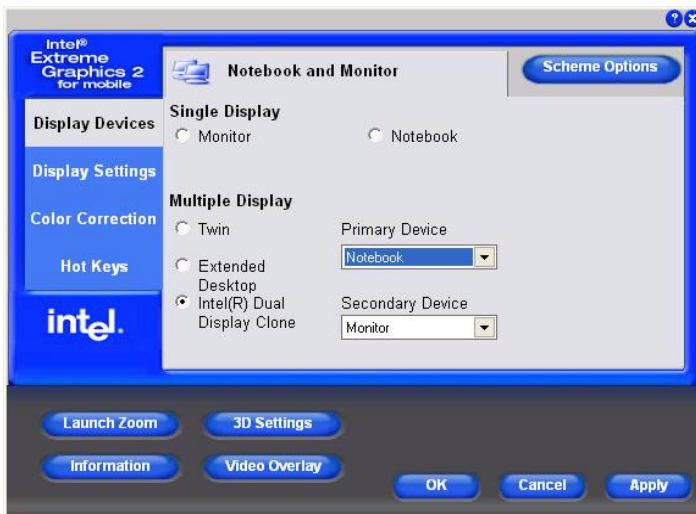 Intel®
Extreme
Graphics 2
for mobile
Notebook and Monitor
Scheme Options
Display Devices
Display Settings
Color Correction
Hot Keys
intel.
Single Display
Monitor
Notebook
Multiple Display
Twin
Extended
Desktop
Intel(R) Dual
Display Clone
Primary Device
Notebook
Secondary Device
Monitor
Launch Zoom
3D Settings
Information
Video Overlay
OK
Cancel
Apply